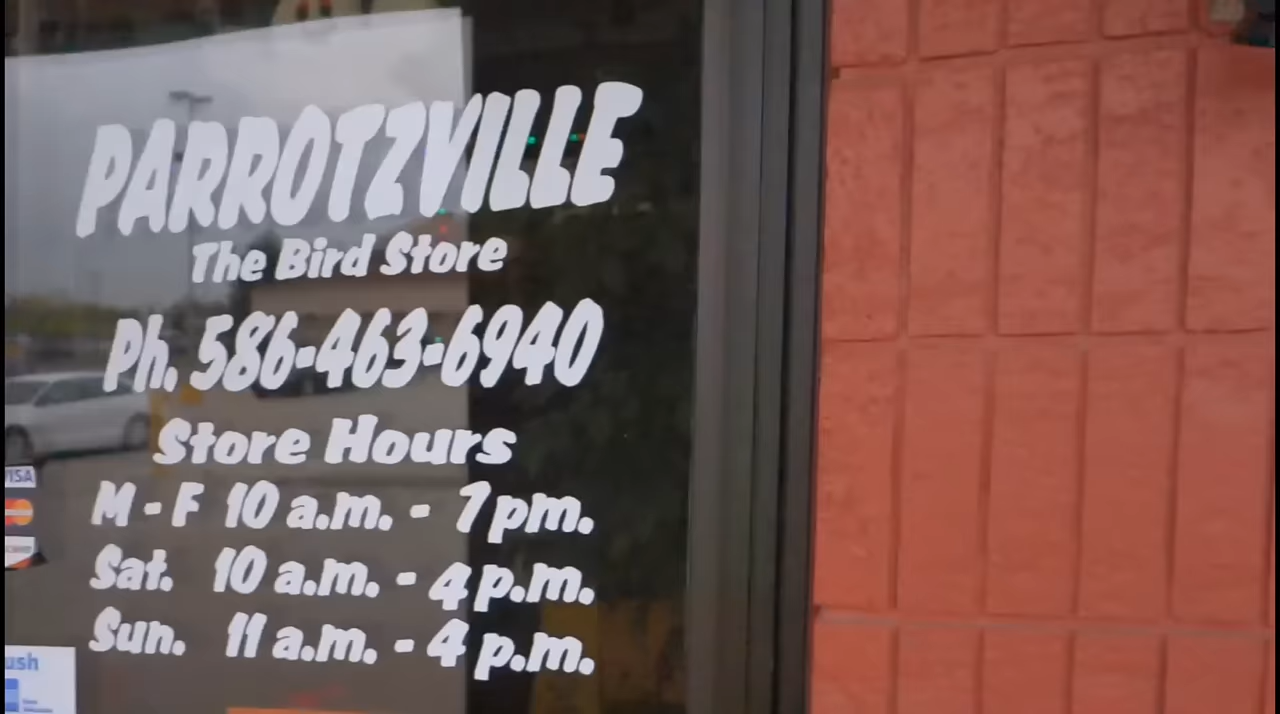 PARROTZVILLE
The Bird Store
Ph. 586-463-6940
Store Hours
M - F 10 a.m. - 7 pm.
Sat. 10 a.m. - 4 p.m.
Sun. 11 a.m. - 4 p.m.
VISA
ush